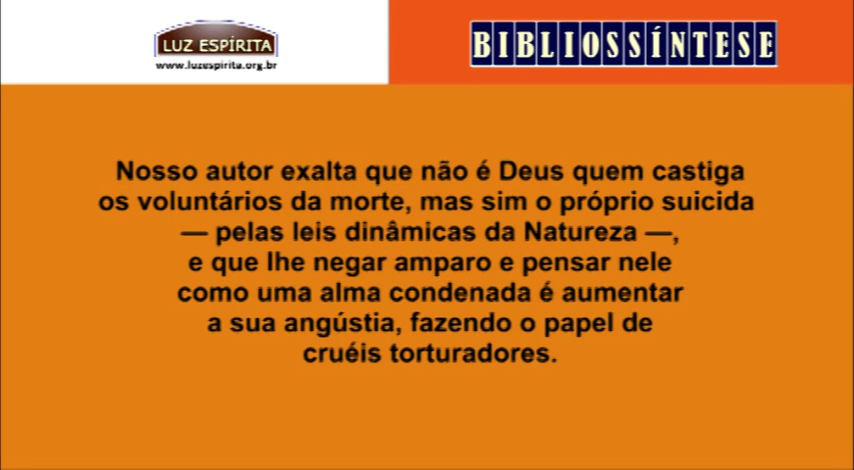 LUZ ESPÍRITA
www.luzespirita.org.br
BIBLIOSSÍNTESE
Nosso autor exalta que não é Deus quem castiga
os voluntários da morte, mas sim o próprio suicida
— pelas leis dinâmicas da Natureza —,
e que lhe negar amparo e pensar nele
como uma alma condenada é aumentar
a sua angústia, fazendo o papel de
cruéis torturadores.